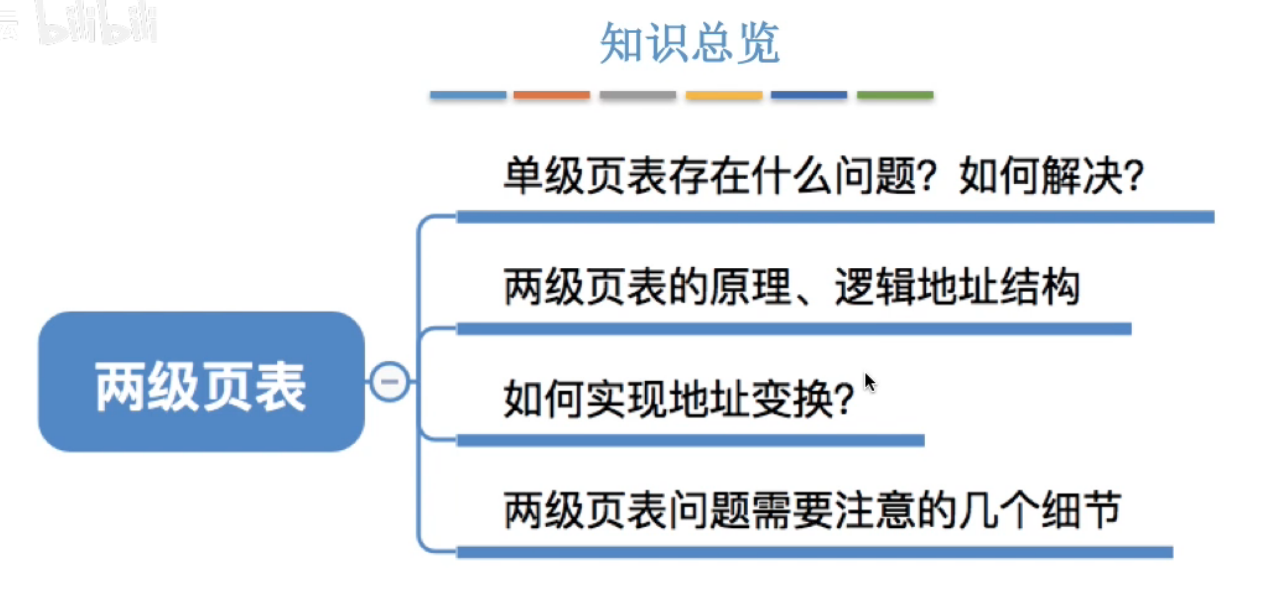 bilibili
知识总览
单级页表存在什么问题？如何解决？
两级页表的原理、逻辑地址结构
两级页表
如何实现地址变换？
两级页表问题需要注意的几个细节